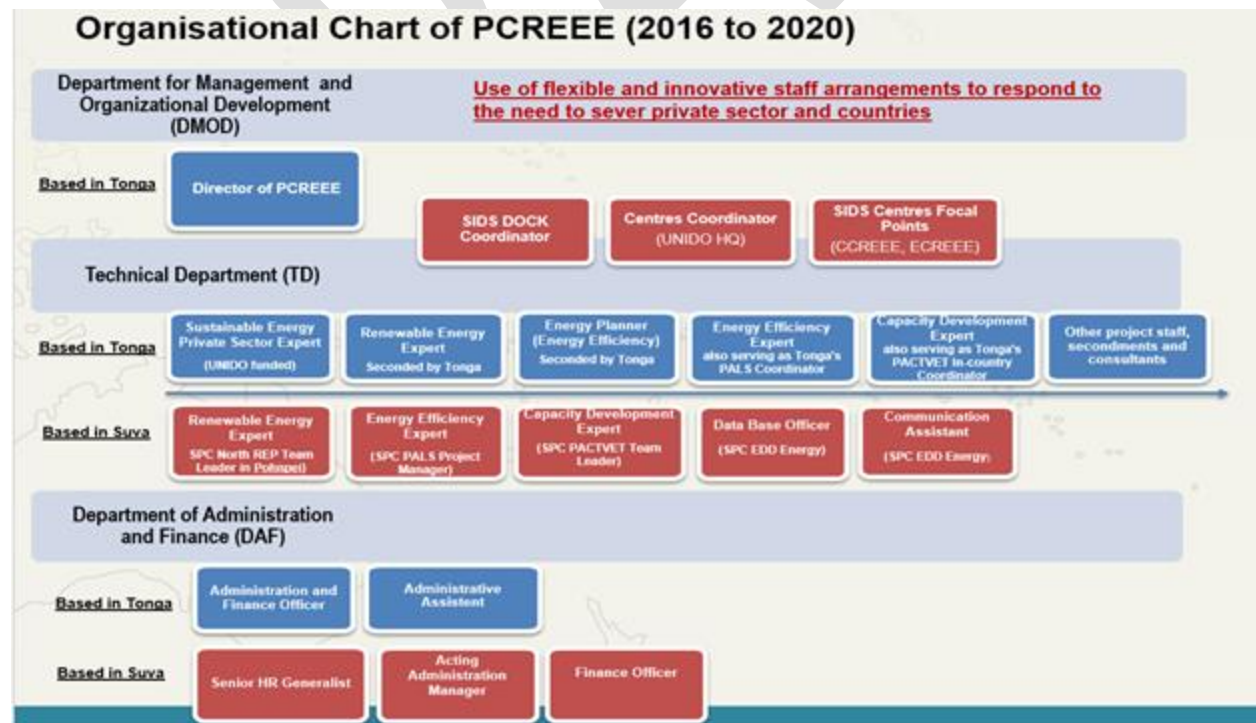 Organisational Chart of PCREEE (2016 to 2020)
Department for Management and
Organizational Development
(DMOD)
Use of flexible and innovative staff arrangements to respond to
the need to sever private sector and countries
Based in Tonga
Director of PCREEE
SIDS DOCK
Coordinator
Centres Coordinator
(UNIDO HQ)
SIDS Centres Focal
Points
(CCREEE, ECREEE)
Technical Department (TD)
Based in Tonga
Sustainable Energy
Private Sector Expert
(UNIDO funded)
Renewable Energy
Expert
Seconded by Tonga
Energy Planner
(Energy Efficiency)
Seconded by Tonga
Energy Efficiency
Expert
also serving as Tonga's
PALS Coordinator
Capacity Development
Expert
also serving as Tonga's
PACTVET In-country
Coordinator
Other project staff,
secondments and
consultants
Based in Suva
Renewable Energy
Expert
SPC North REP Team
Leader in Pohnpei)
Energy Efficiency
Expert
(SPC PALS Project
Manager)
Capacity Development
Expert
(SPC PACTVET Team
Leader)
Data Base Officer
(SPC EDD Energy)
Communication
Assistant
(SPC EDD Energy)
Department of Administration
and Finance (DAF)
Based in Tonga
Administration and
Finance Officer
Administrative
Assistent
Based in Suva
Senior HR Generalist
Acting
Administration
Manager
Finance Officer